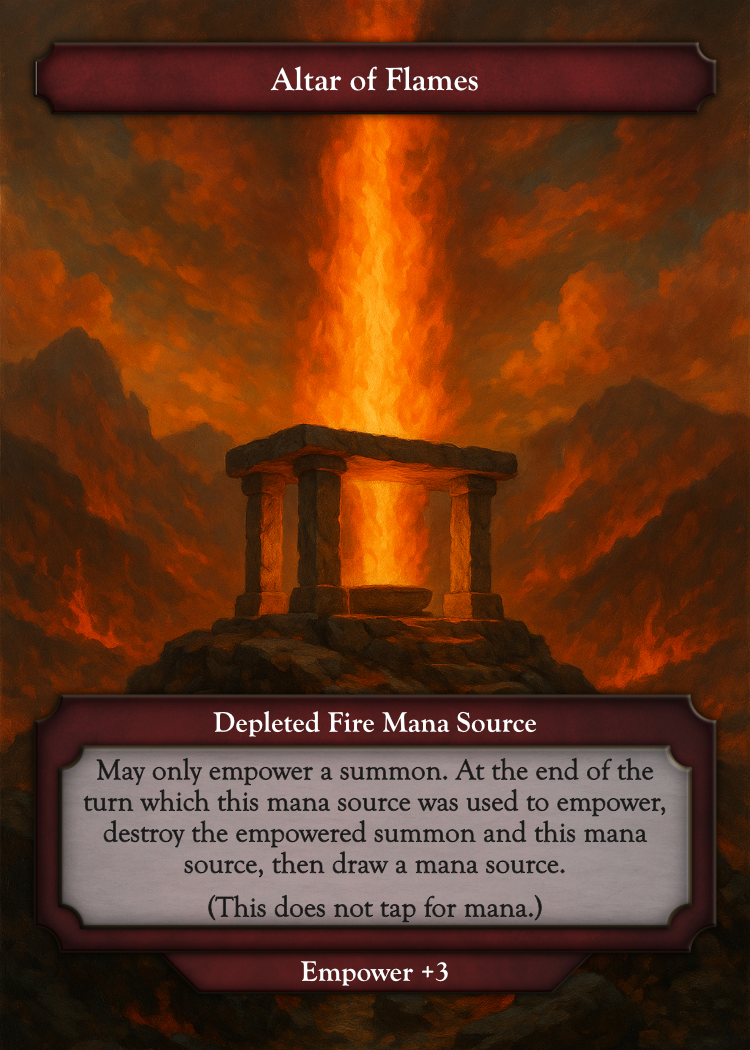 Altar of Flames
Depleted Fire Mana Source
May only empower a summon. At the end of the
turn which this mana source was used to empower,
destroy the empowered summon and this mana
source, then draw a mana source.
(This does not tap for mana.)
Empower +3